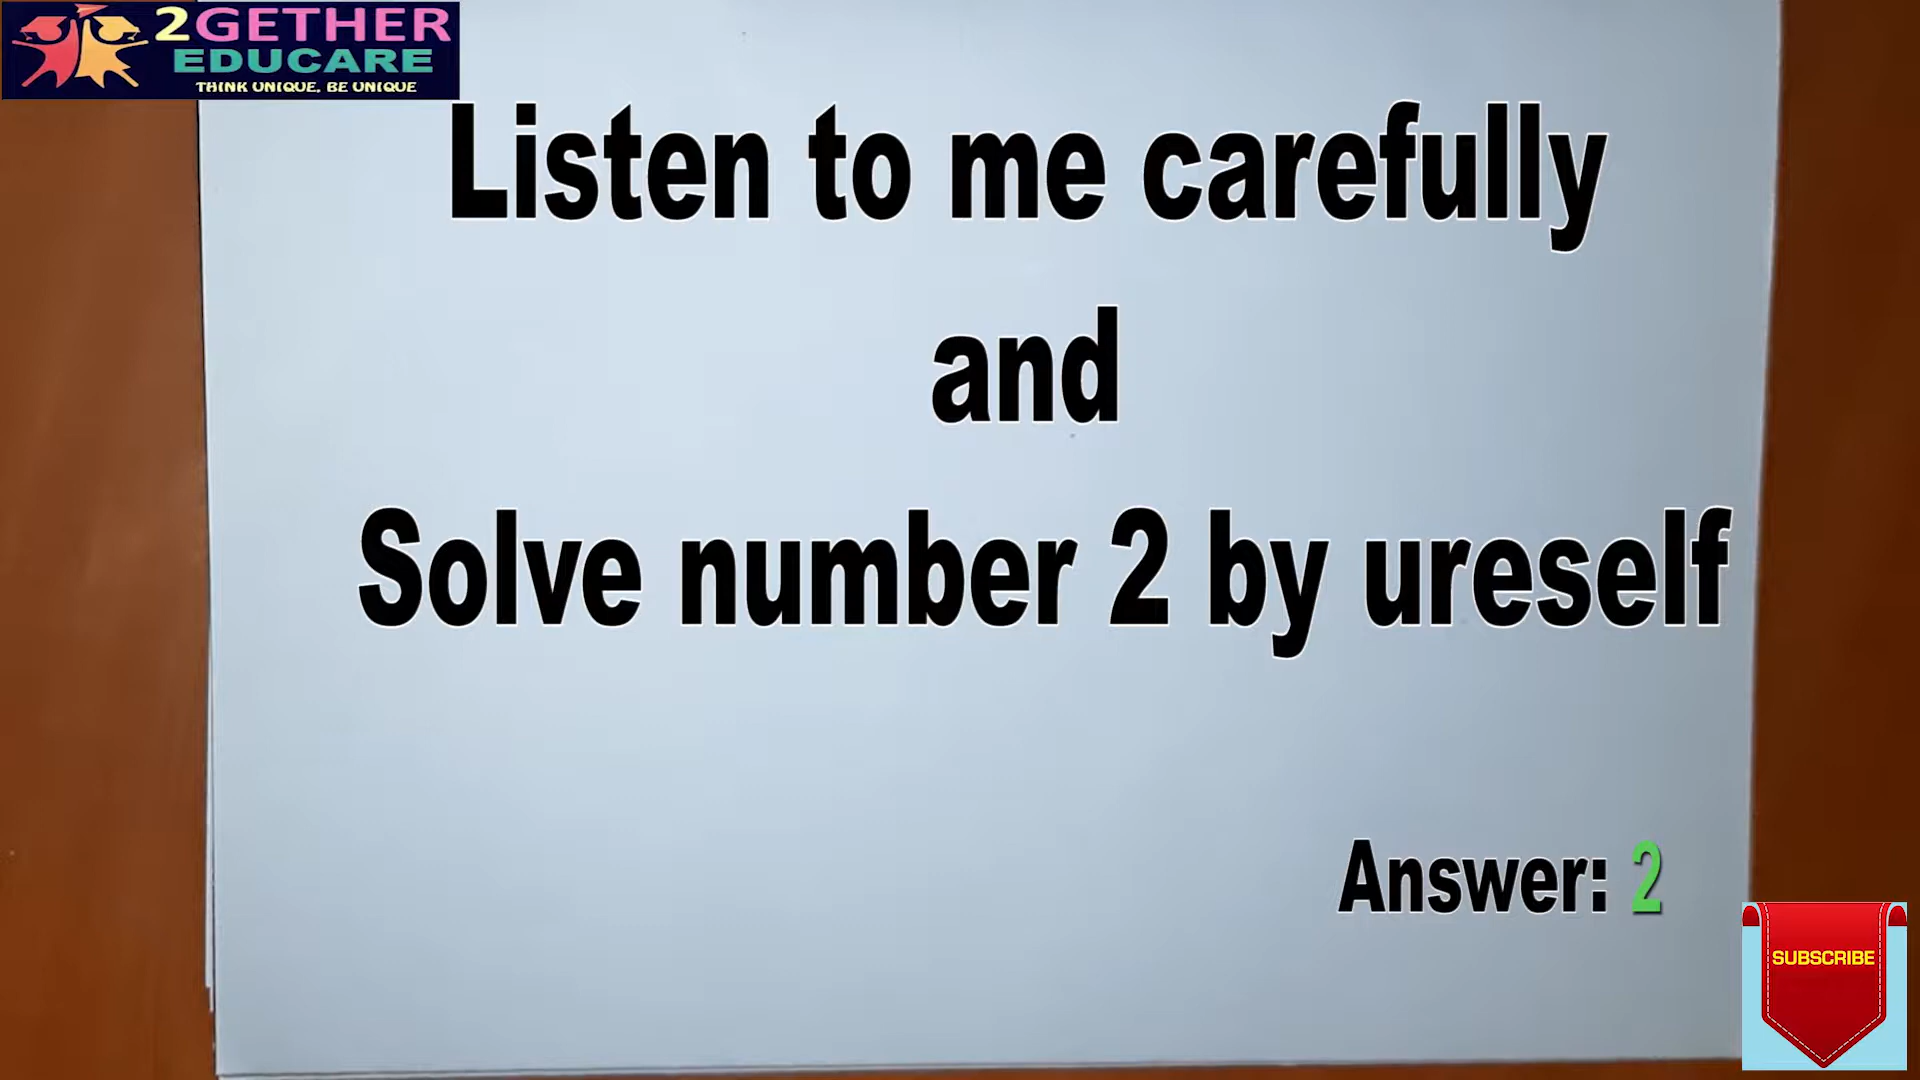 2GETHER
EDUCARE
THINK UNIQUE, BE UNIQUE
Listen to me carefully
and
Solve number 2 by ureself
Answer: 2
SUBSCRIBE